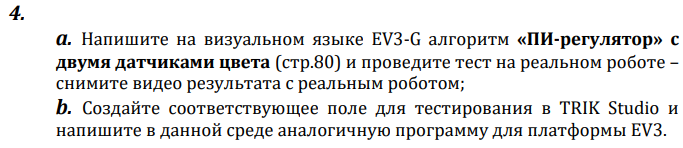 4.
a. Напишите на визуальном языке EV3-G алгоритм «ПИ-регулятор» с
двумя датчиками цвета (стр.80) и проведите тест на реальном роботе –
снимите видео результата с реальным роботом;
b. Создайте соответствующее поле для тестирования в TRIK Studio и
напишите в данной среде аналогичную программу для платформы EV3.